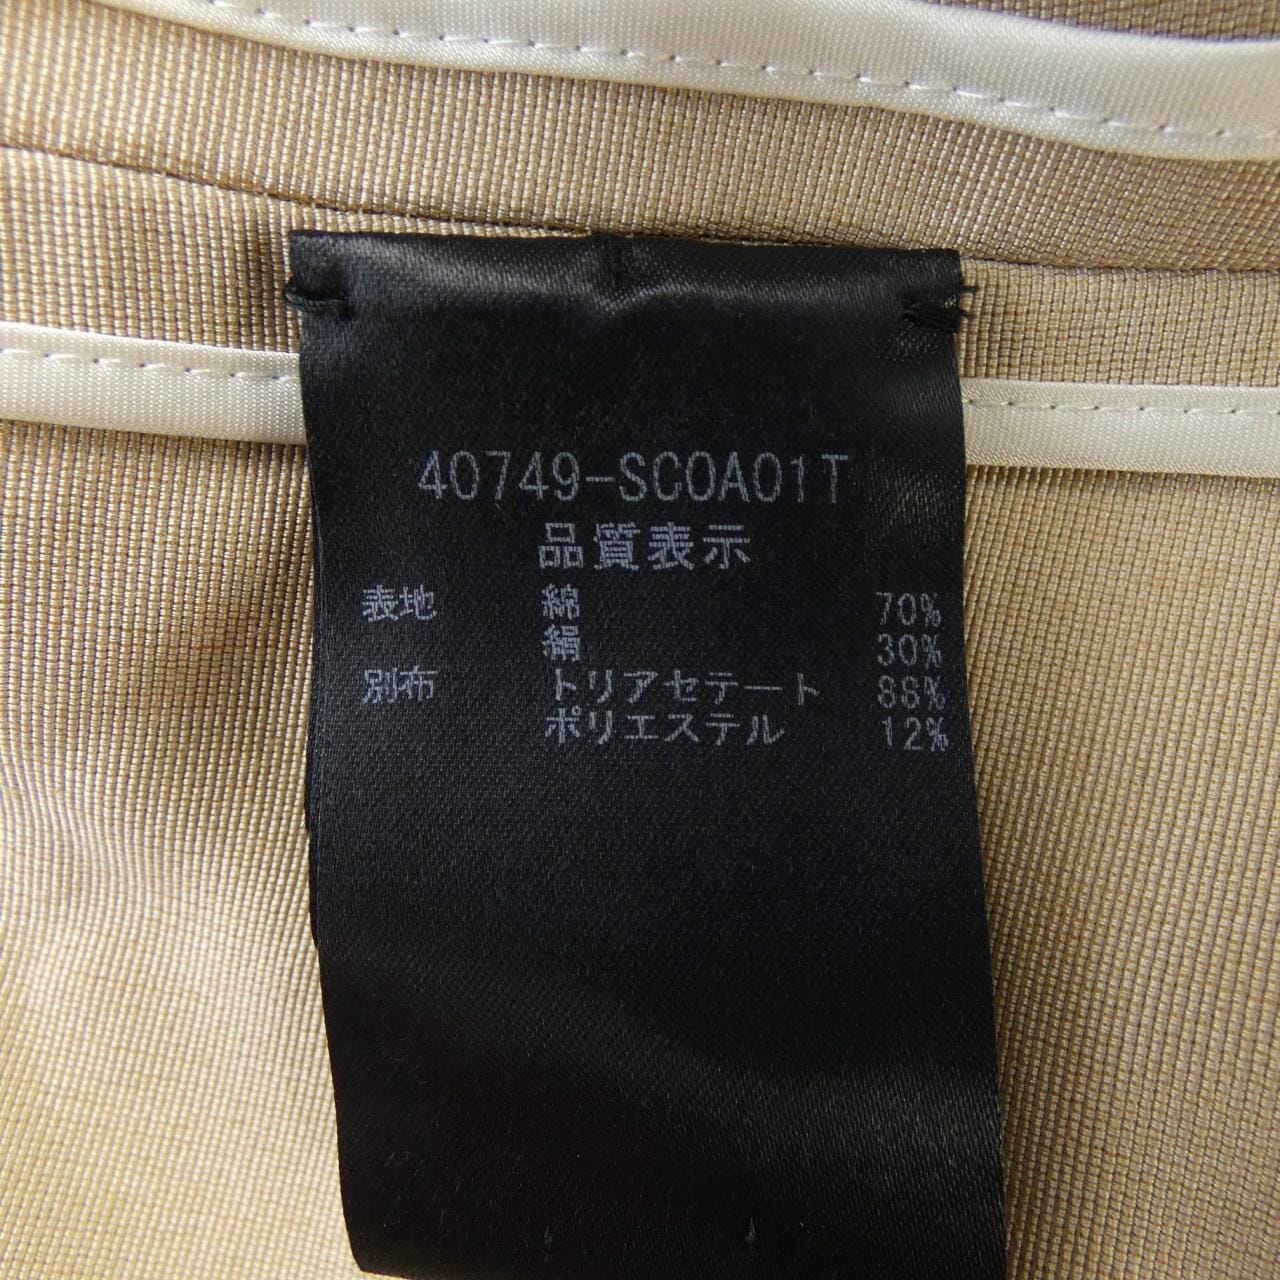 40749-SCOA01T
品質表示
表地 綿 70%
絹 30%
別布 トリアセテート 88%
ポリエステル 12%